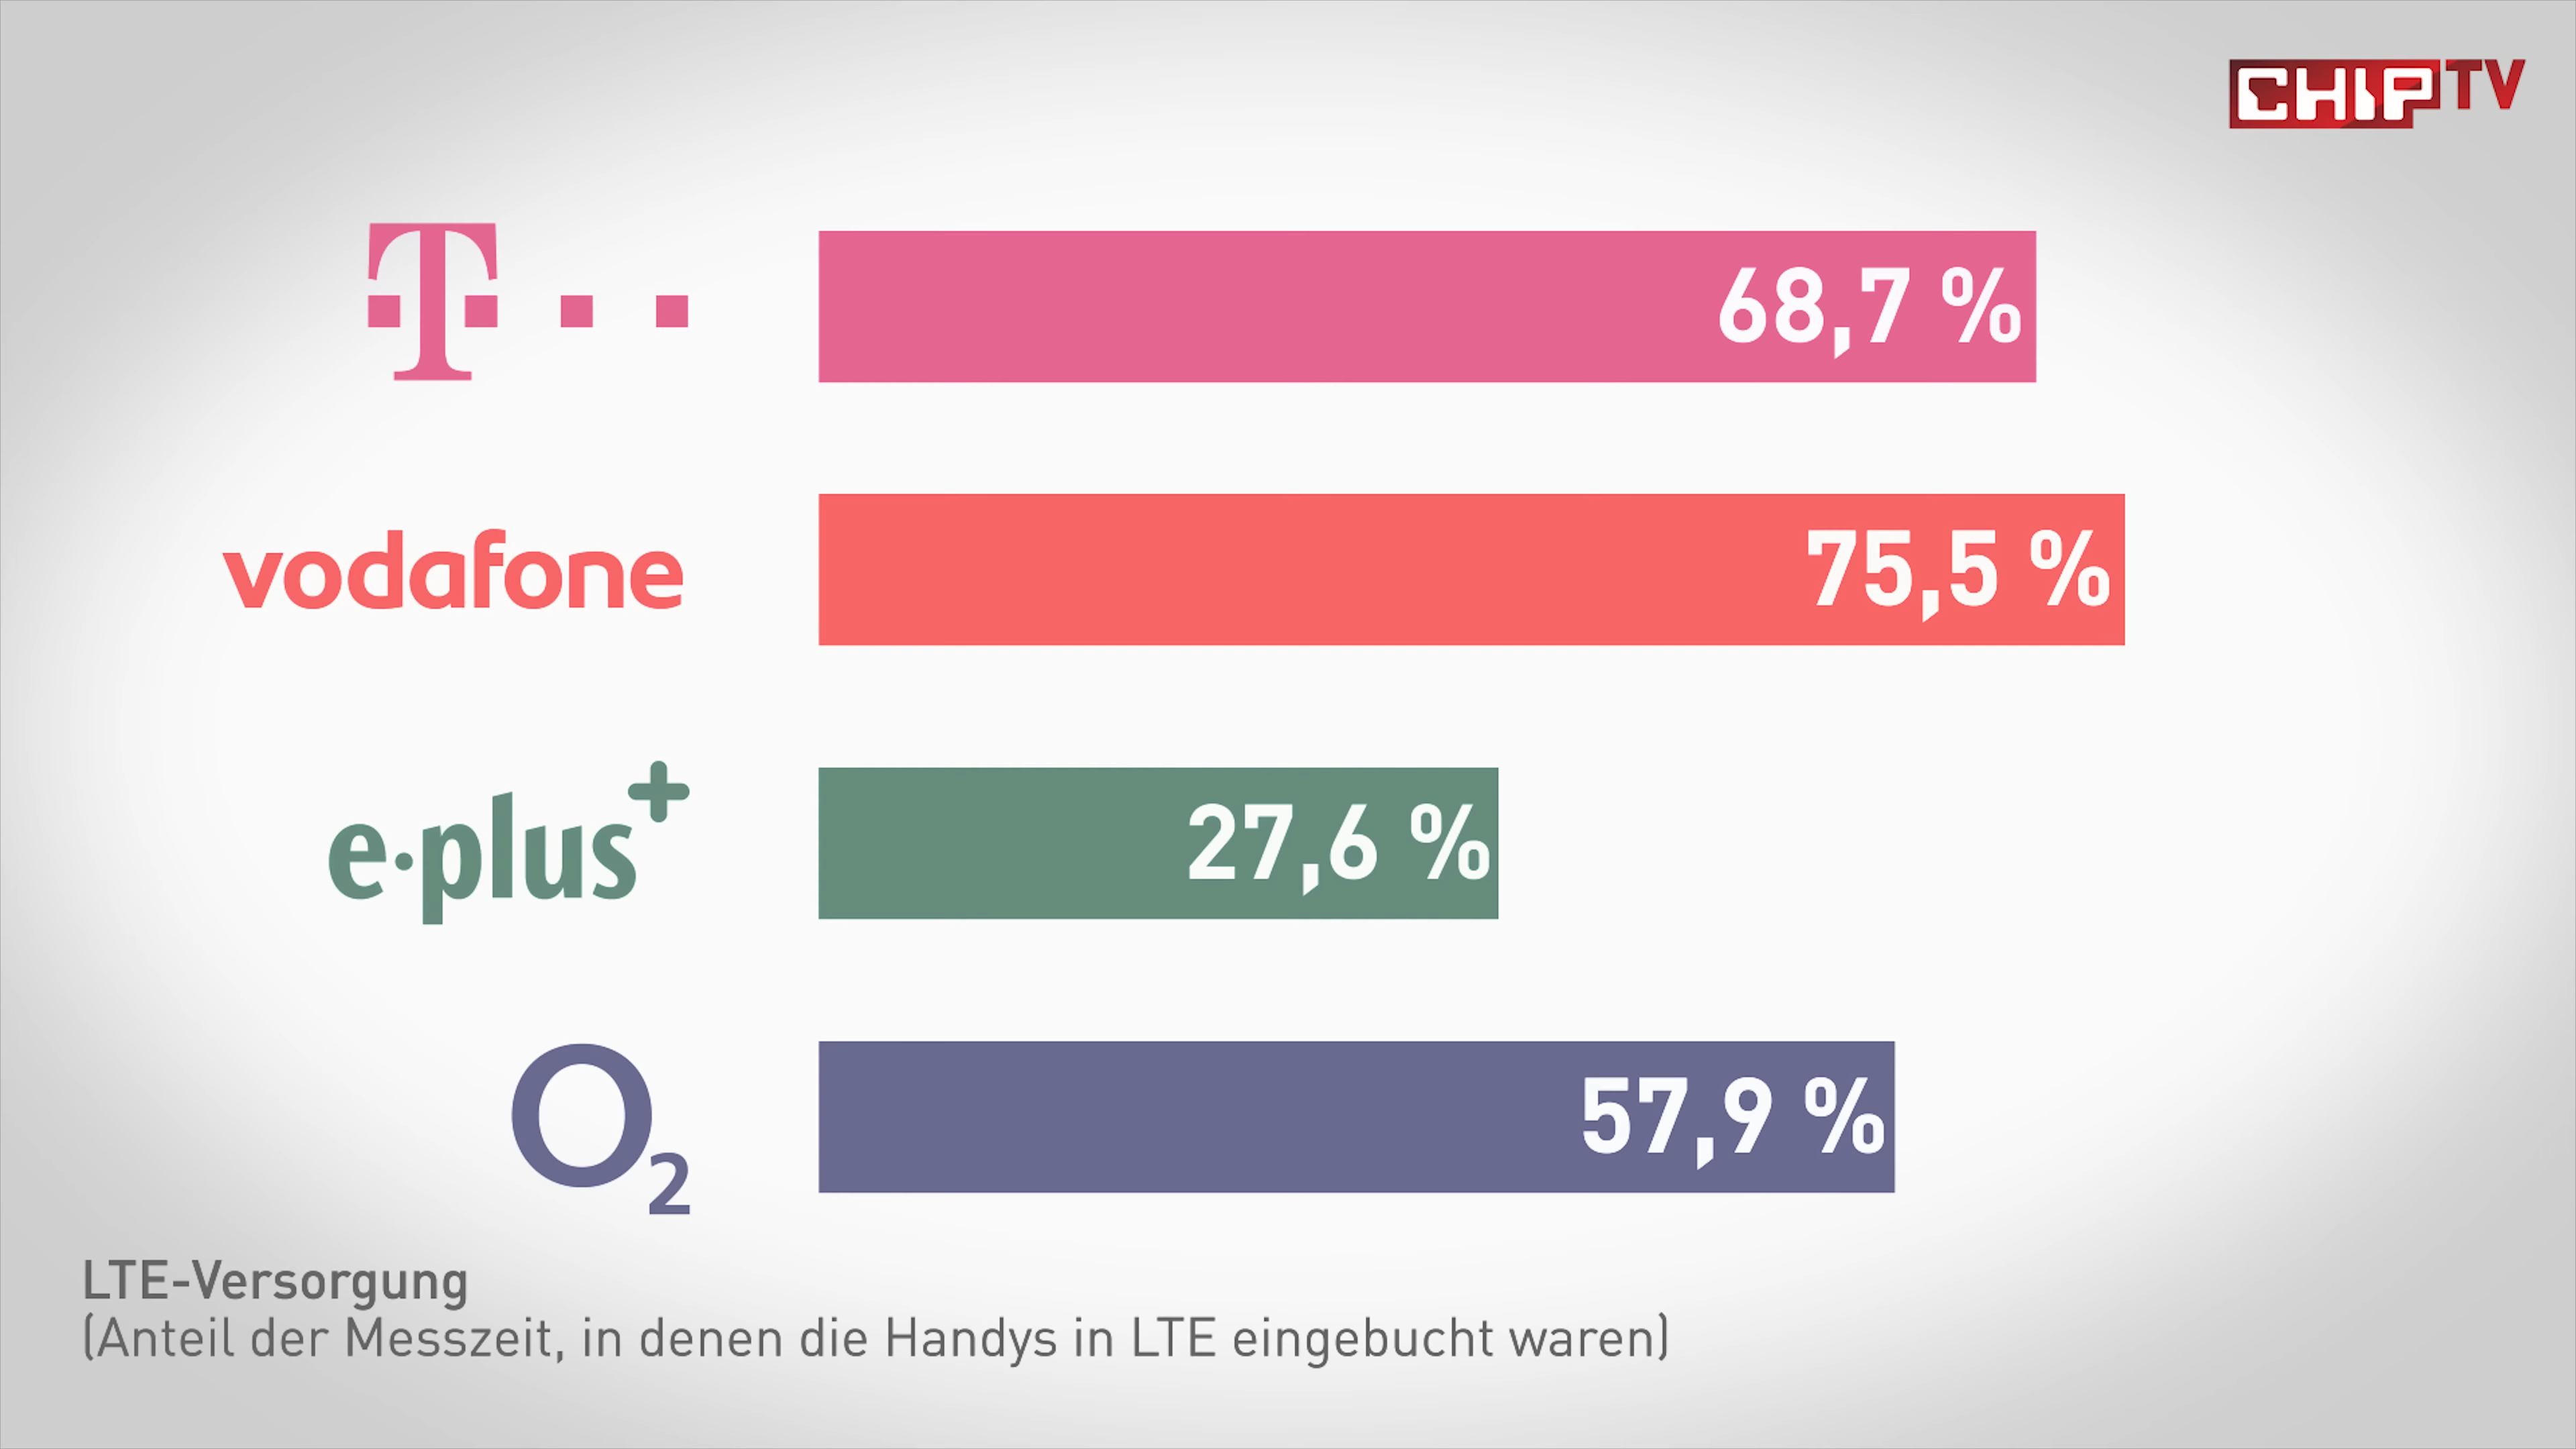 CHIP TV
T
68,7 %
vodafone
75,5 %
e·plus+
27,6 %
O2
57,9 %
LTE-Versorgung
(Anteil der Messzeit, in denen die Handys in LTE eingebucht waren)